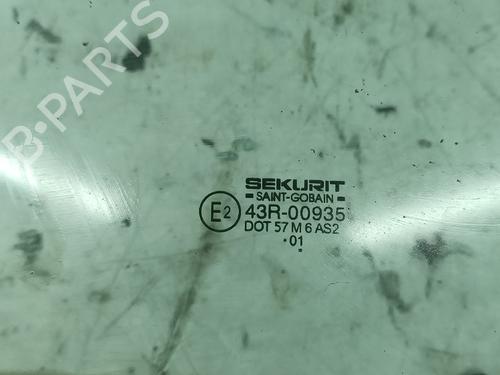 B-PARTS
SEKURIT
SAINT-GOBAIN
E2 43R-00935
DOT 57 M 6 AS2
·01